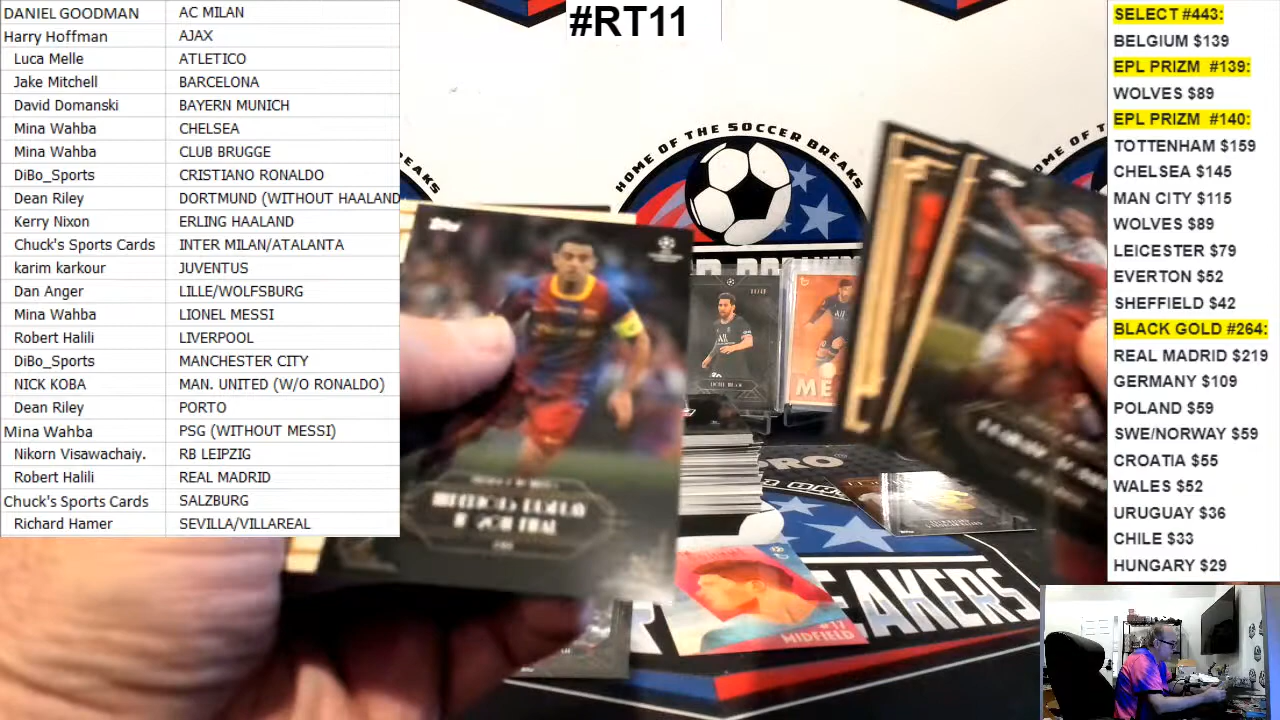 #RT11
DANIEL GOODMAN AC MILAN
Harry Hoffman AJAX
Luca Melle ATLETICO
Jake Mitchell BARCELONA
David Domanski BAYERN MUNICH
Mina Wahba CHELSEA
Mina Wahba CLUB BRUGGE
DiBo_Sports CRISTIANO RONALDO
Dean Riley DORTMUND (WITHOUT HAALAND
Kerry Nixon ERLING HAALAND
Chuck's Sports Cards INTER MILAN/ATALANTA
karim karkour JUVENTUS
Dan Anger LILLE/WOLFSBURG
Mina Wahba LIONEL MESSI
Robert Halili LIVERPOOL
DiBo_Sports MANCHESTER CITY
NICK KOBA MAN. UNITED (W/O RONALDO)
Dean Riley PORTO
Mina Wahba PSG (WITHOUT MESSI)
Nikorn Visawachaiy. RB LEIPZIG
Robert Halili REAL MADRID
Chuck's Sports Cards SALZBURG
Richard Hamer SEVILLA/VILLAREAL
HOME OF THE SOCCER BREAKS
OME OF TH
AKS
topps
ME
MIDFIELD
EAKERS
SELECT #443:
BELGIUM $139
EPL PRIZM #139:
WOLVES $89
EPL PRIZM #140:
TOTTENHAM $159
CHELSEA $145
MAN CITY $115
WOLVES $89
LEICESTER $79
EVERTON $52
SHEFFIELD $42
BLACK GOLD #264:
REAL MADRID $219
GERMANY $109
POLAND $59
SWE/NORWAY $59
CROATIA $55
WALES $52
URUGUAY $36
CHILE $33
HUNGARY $29